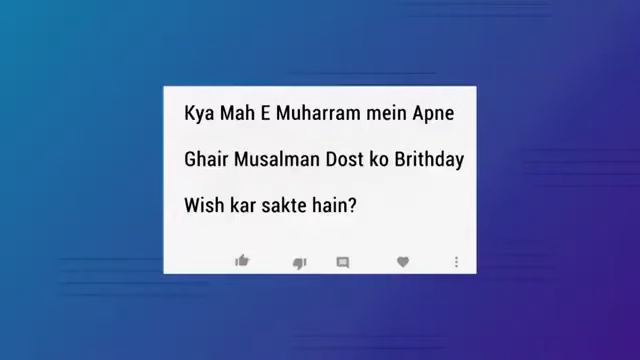 Kya Mah E Muharram mein Apne
Ghair Musalman Dost ko Brithday
Wish kar sakte hain?